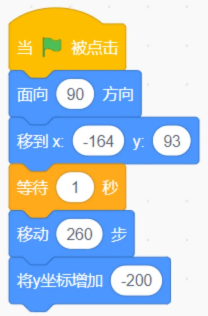 当 被点击
面向 90 方向
移到 x: -164 y: 93
等待 1 秒
移动 260 步
将y坐标增加 -200